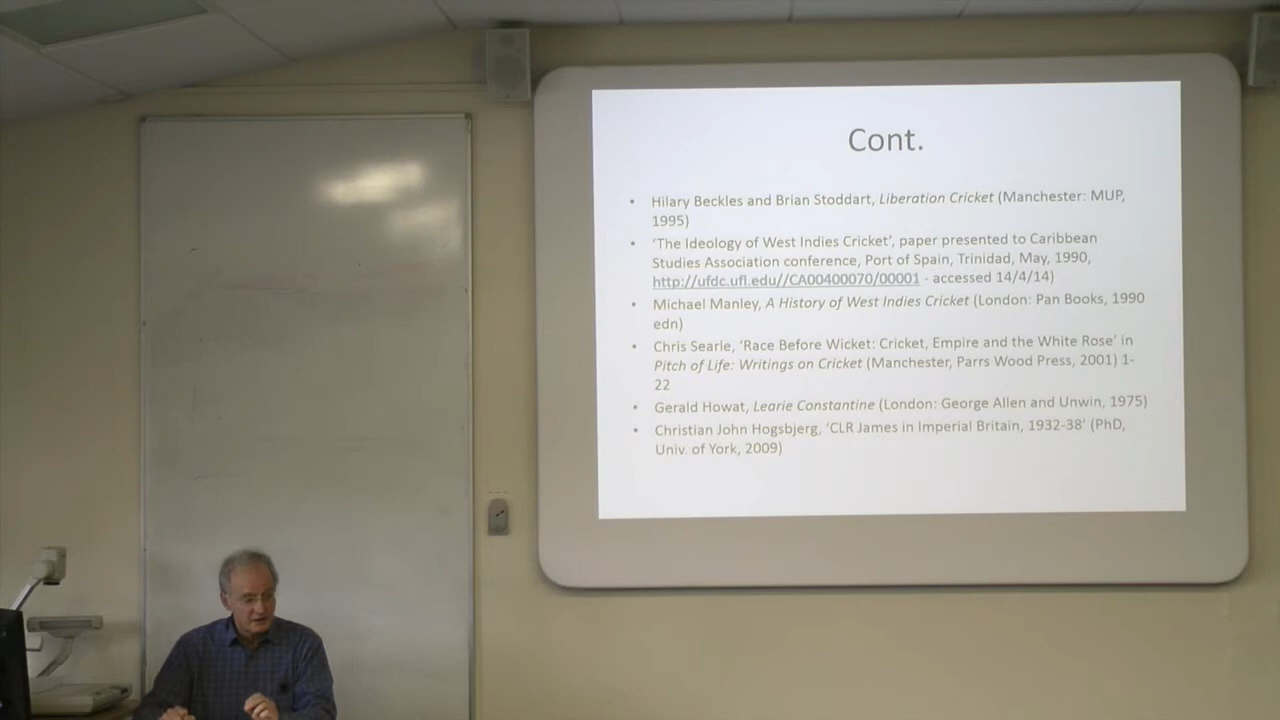 Cont.
• Hilary Beckles and Brian Stoddart, Liberation Cricket (Manchester: MUP,
1995)
• ‘The Ideology of West Indies Cricket’, paper presented to Caribbean
Studies Association conference, Port of Spain, Trinidad, May, 1990,
http://ufdc.ufl.edu//CA00400070/00001 - accessed 14/4/14)
• Michael Manley, A History of West Indies Cricket (London: Pan Books, 1990
edn)
• Chris Searle, ‘Race Before Wicket: Cricket, Empire and the White Rose’ in
Pitch of Life: Writings on Cricket (Manchester, Parrs Wood Press, 2001) 1-
22
• Gerald Howat, Learie Constantine (London: George Allen and Unwin, 1975)
• Christian John Hogsbjerg, ‘CLR James in Imperial Britain, 1932-38’ (PhD,
Univ. of York, 2009)